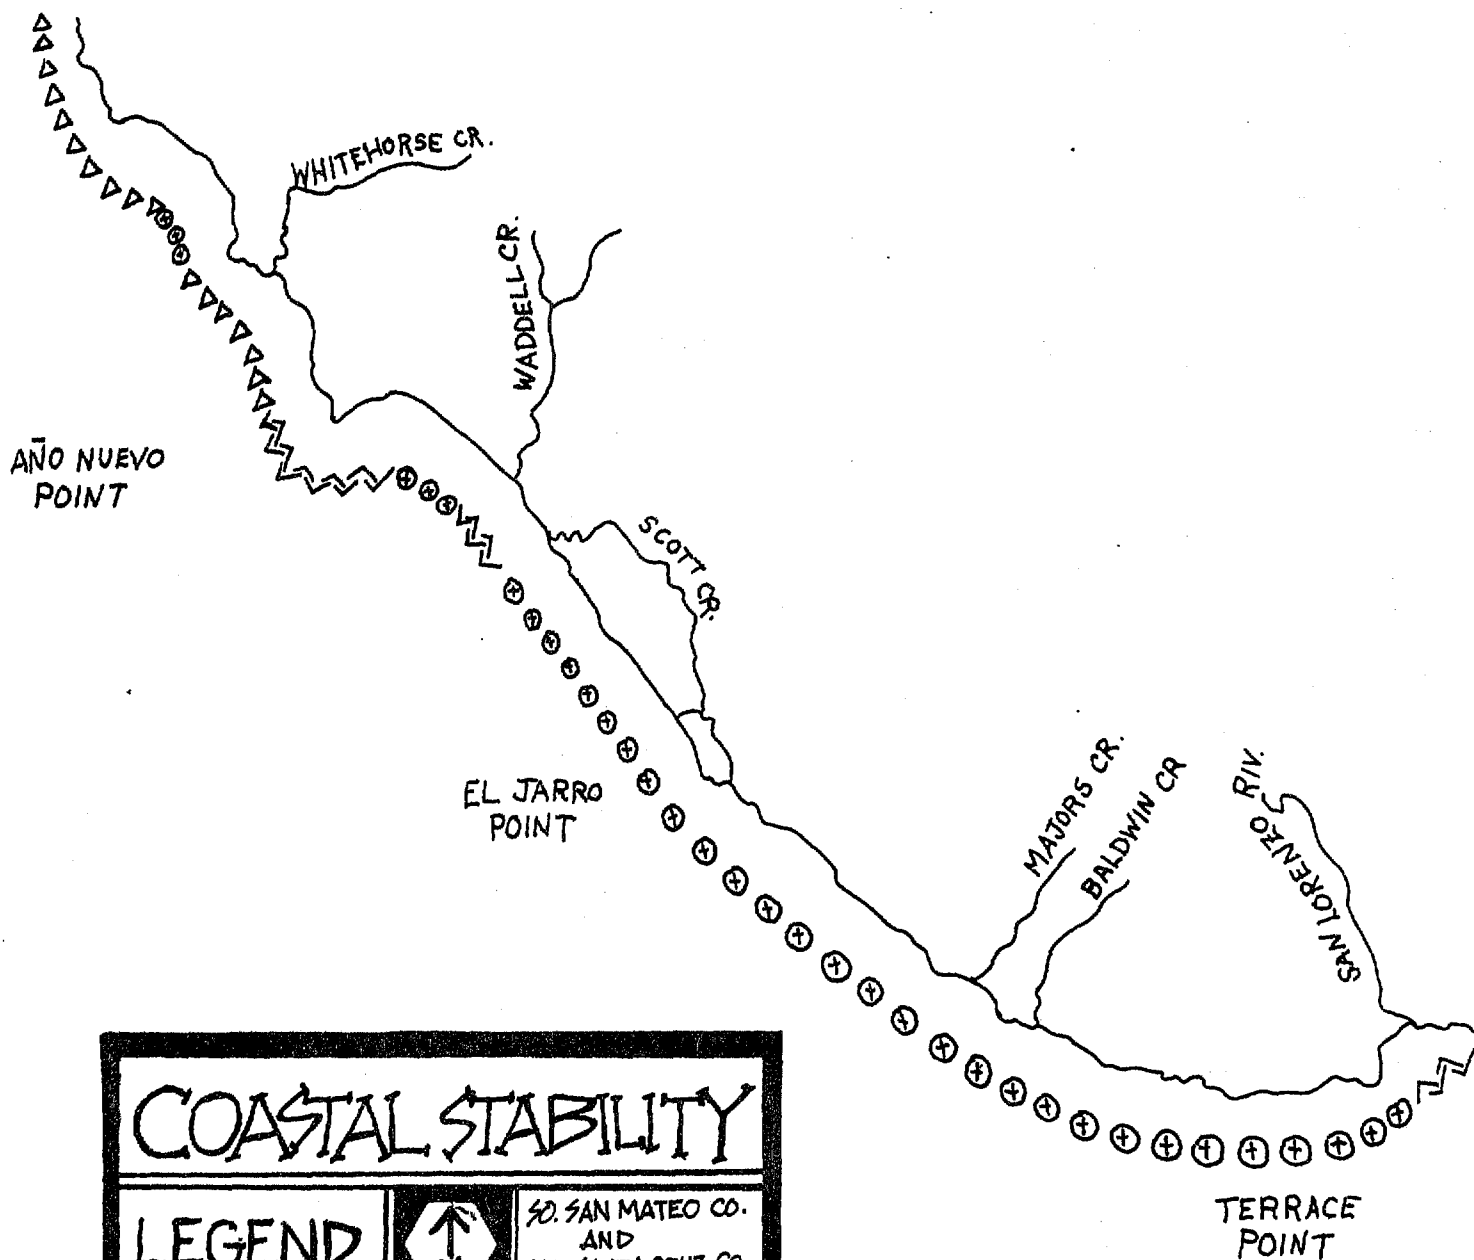 WHITEHORSE CR.
WADDELL CR.
AÑO NUEVO
POINT
SCOTT CR.
EL JARRO
POINT
MAJORS CR.
BALDWIN CR
SAN LORENZO RIV.
COASTAL STABILITY
LEGEND
SO. SAN MATEO CO.
AND
TERRACE
POINT